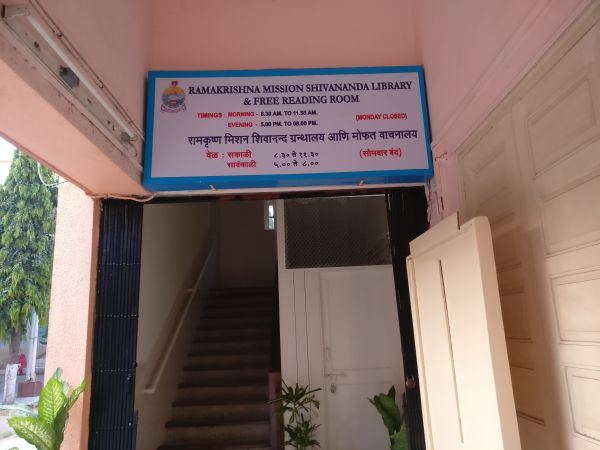 RAMAKRISHNA MISSION SHIVANANDA LIBRARY
& FREE READING ROOM
TIMINGS : MORNING - 8.30 AM. TO 11.30 AM. (MONDAY CLOSED)
EVENING - 5.00 PM. TO 08.00 PM.
रामकृष्ण मिशन शिवानन्द ग्रन्थालय आणि मोफत वाचनालय
वेळ : सकाळी ८.३० ते ११.३० (सोमवार बंद)
सायंकाळी ५.०० ते ८.००